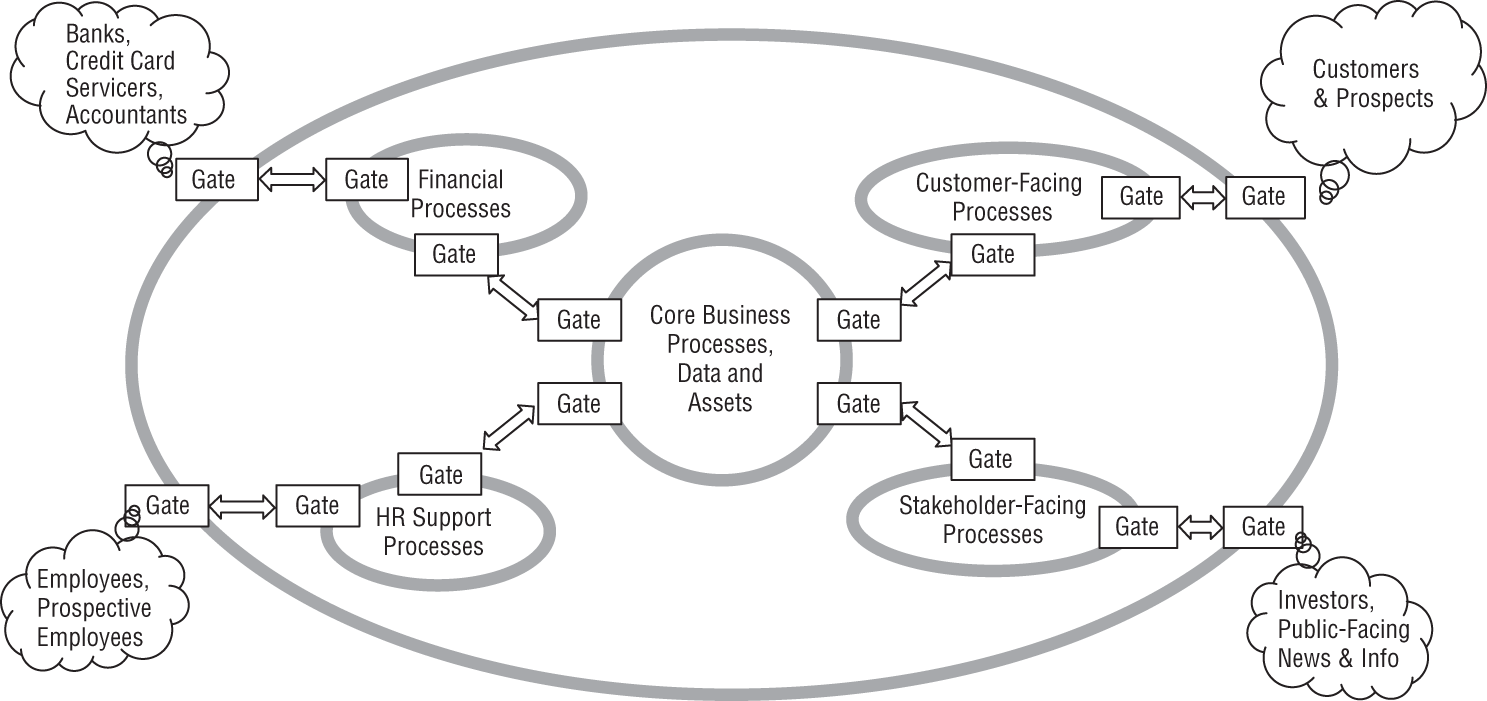 Banks,
Credit Card
Servicers,
Accountants
Customers
& Prospects
Gate
Gate
Financial
Processes
Gate
Customer-Facing
Processes
Gate
Gate
Gate
Gate
Core Business
Processes,
Data and
Assets
Gate
Gate
Gate
Gate
Gate
Gate
HR Support
Processes
Gate
Stakeholder-Facing
Processes
Gate
Gate
Employees,
Prospective
Employees
Investors,
Public-Facing
News & Info